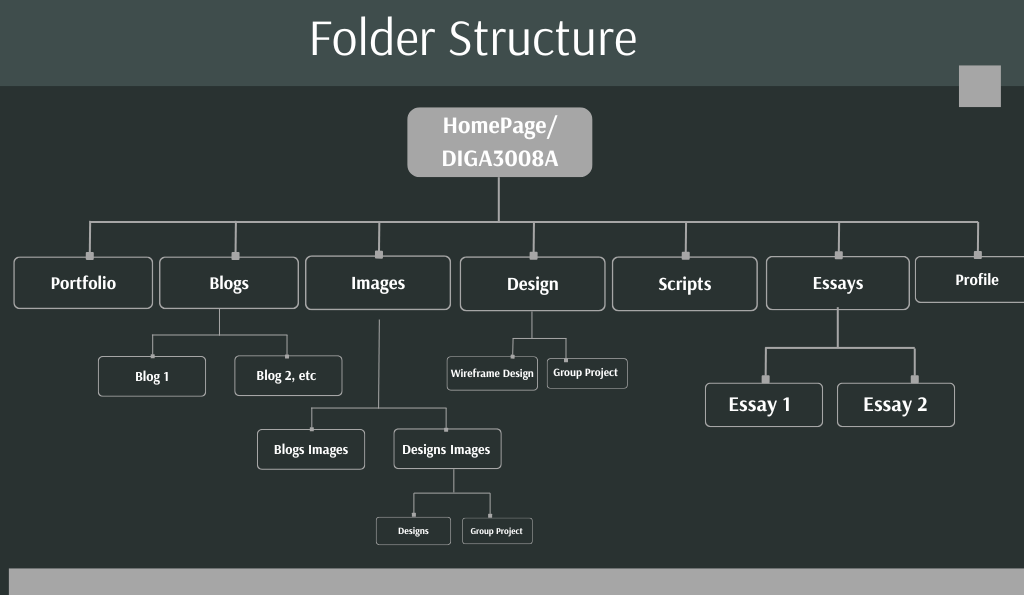 Folder Structure
HomePage/
DIGA3008A
Portfolio
Blogs
Images
Design
Scripts
Essays
Profile
Blog 1
Blog 2, etc
Wireframe Design
Group Project
Essay 1
Essay 2
Blogs Images
Designs Images
Designs
Group Project